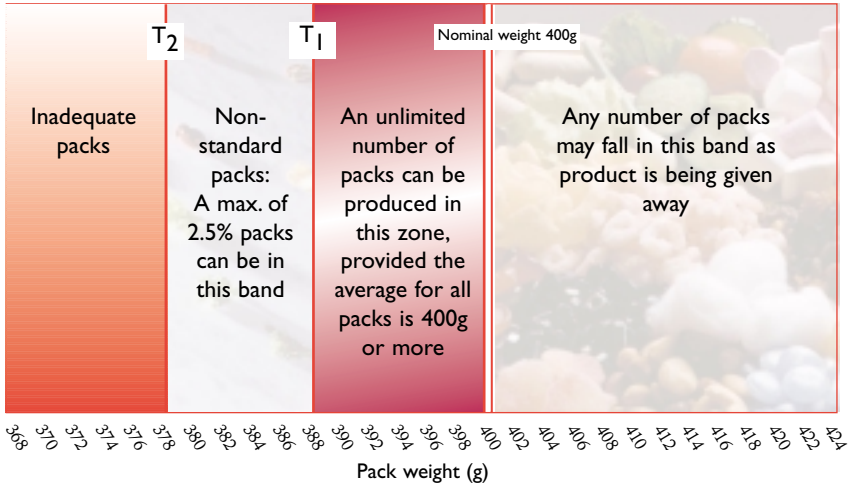 T2
T1
Nominal weight 400g
Inadequate
packs
Non-
standard
packs:
A max. of
2.5% packs
can be in
this band
An unlimited
number of
packs can be
produced in
this zone,
provided the
average for all
packs is 400g
or more
Any number of packs
may fall in this band as
product is being given
away
368 370 372 374 376 378 380 382 384 386 388 390 392 394 396 398 400 402 404 406 408 410 412 414 416 418 420 422 424
Pack weight (g)